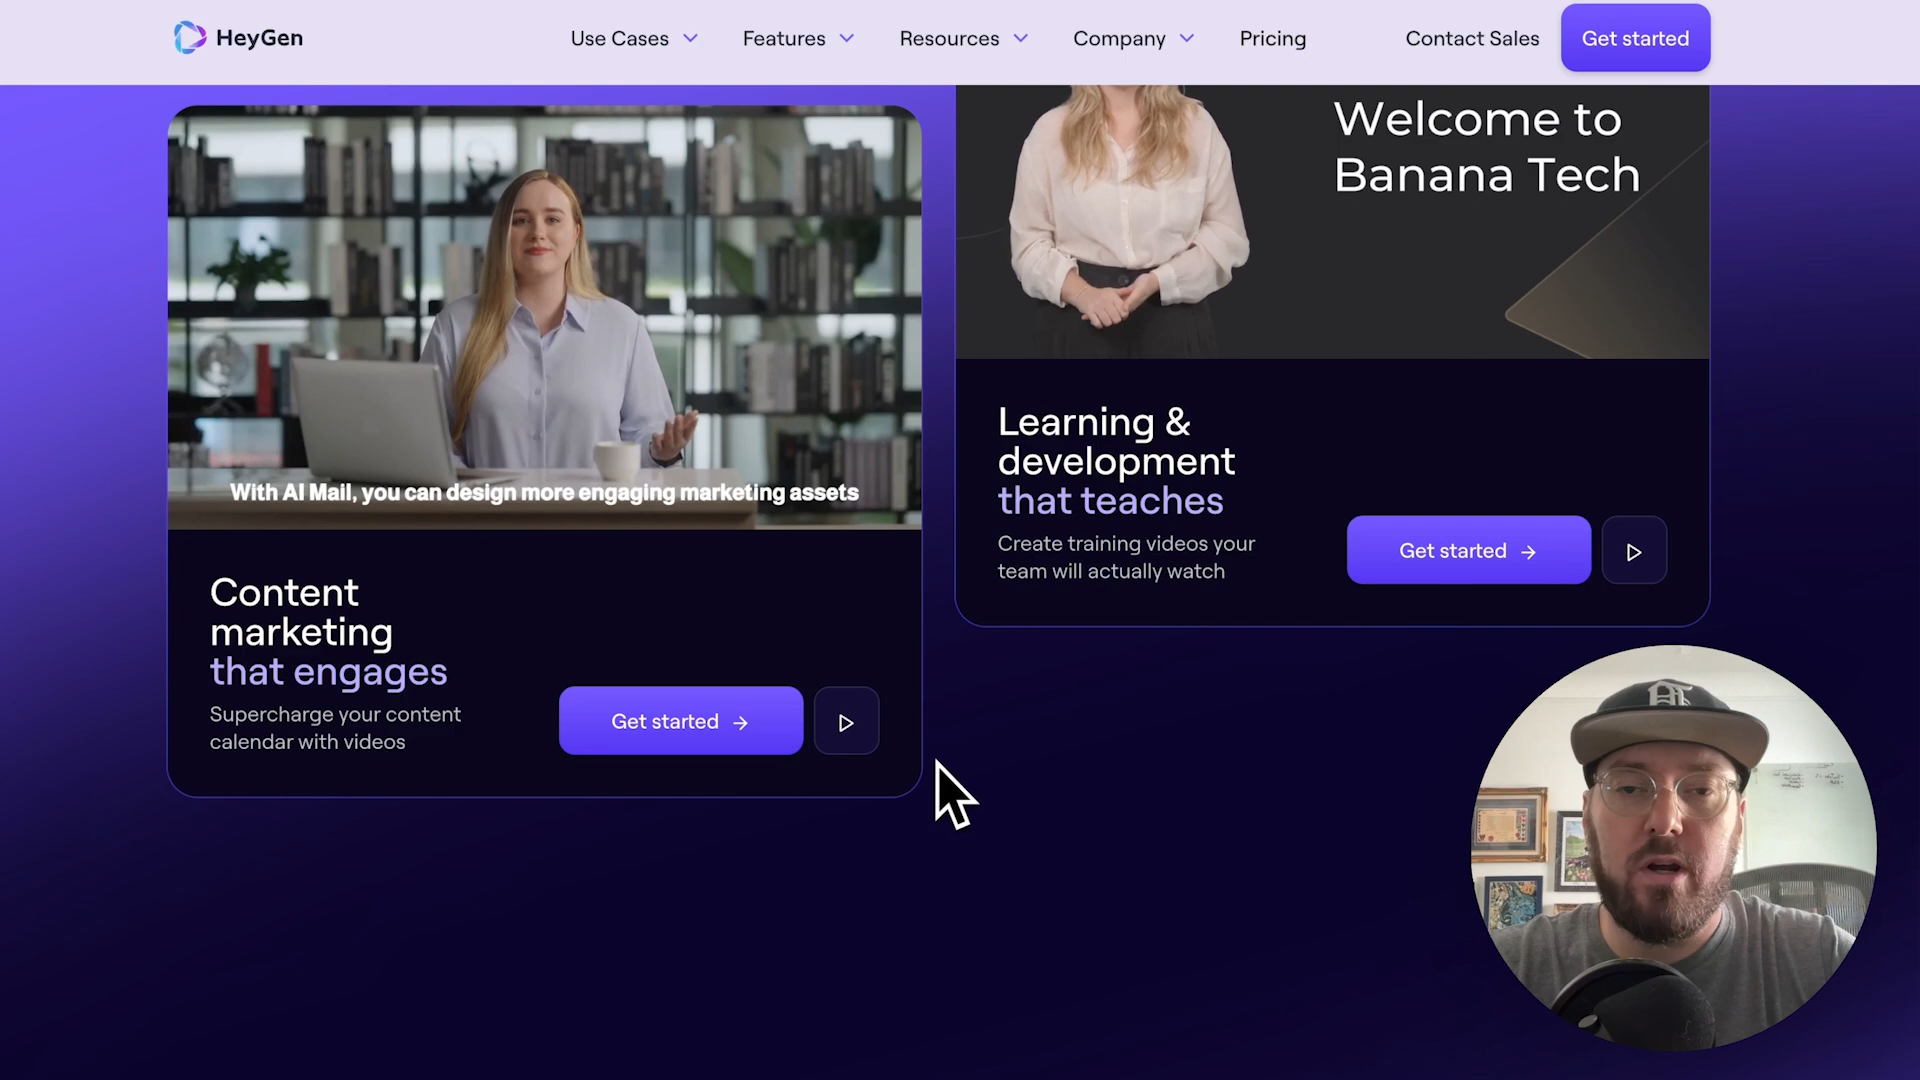 HeyGen
Use Cases
Features
Resources
Company
Pricing
Contact Sales
Get started
With AI Mail, you can design more engaging marketing assets
Content
marketing
that engages
Supercharge your content
calendar with videos
Get started →
Welcome to
Banana Tech
Learning &
development
that teaches
Create training videos your
team will actually watch
Get started →